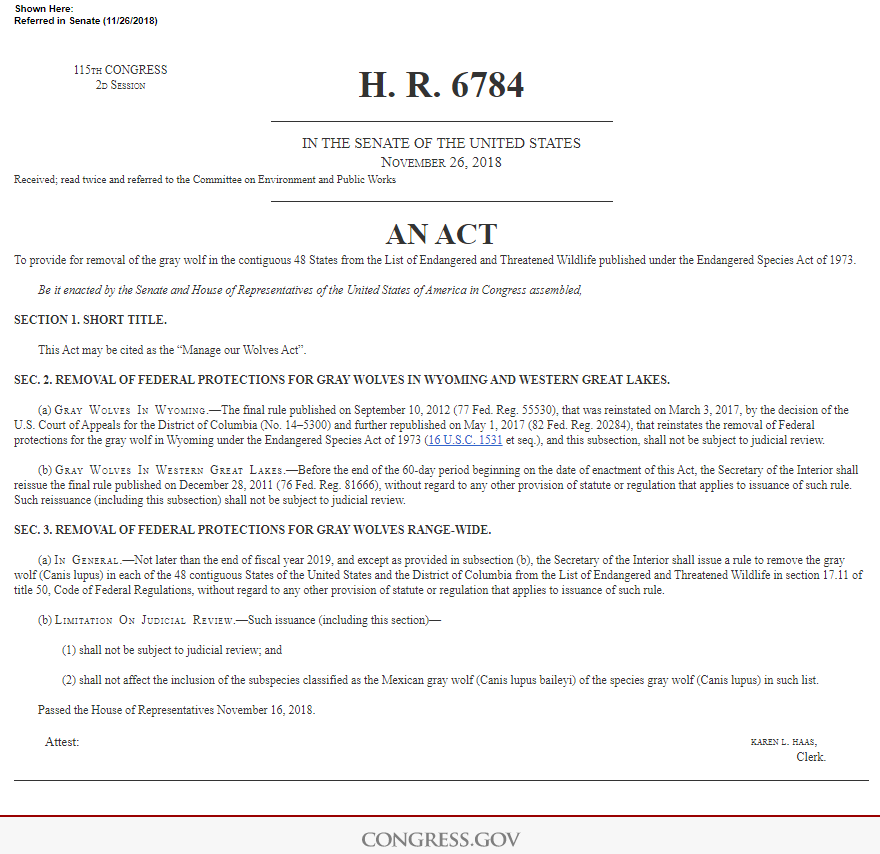 Shown Here:
Referred in Senate (11/26/2018)
115TH CONGRESS
2D SESSION
H. R. 6784
IN THE SENATE OF THE UNITED STATES
NOVEMBER 26, 2018
Received; read twice and referred to the Committee on Environment and Public Works
AN ACT
To provide for removal of the gray wolf in the contiguous 48 States from the List of Endangered and Threatened Wildlife published under the Endangered Species Act of 1973.
Be it enacted by the Senate and House of Representatives of the United States of America in Congress assembled,
SECTION 1. SHORT TITLE.
This Act may be cited as the “Manage our Wolves Act”.
SEC. 2. REMOVAL OF FEDERAL PROTECTIONS FOR GRAY WOLVES IN WYOMING AND WESTERN GREAT LAKES.
(a) GRAY WOLVES IN WYOMING.—The final rule published on September 10, 2012 (77 Fed. Reg. 55530), that was reinstated on March 3, 2017, by the decision of the
U.S. Court of Appeals for the District of Columbia (No. 14–5300) and further republished on May 1, 2017 (82 Fed. Reg. 20284), that reinstates the removal of Federal
protections for the gray wolf in Wyoming under the Endangered Species Act of 1973 (16 U.S.C. 1531 et seq.), and this subsection, shall not be subject to judicial review.
(b) GRAY WOLVES IN WESTERN GREAT LAKES.—Before the end of the 60-day period beginning on the date of enactment of this Act, the Secretary of the Interior shall
reissue the final rule published on December 28, 2011 (76 Fed. Reg. 81666), without regard to any other provision of statute or regulation that applies to issuance of such rule.
Such reissuance (including this subsection) shall not be subject to judicial review.
SEC. 3. REMOVAL OF FEDERAL PROTECTIONS FOR GRAY WOLVES RANGE-WIDE.
(a) IN GENERAL.—Not later than the end of fiscal year 2019, and except as provided in subsection (b), the Secretary of the Interior shall issue a rule to remove the gray
wolf (Canis lupus) in each of the 48 contiguous States of the United States and the District of Columbia from the List of Endangered and Threatened Wildlife in section 17.11 of
title 50, Code of Federal Regulations, without regard to any other provision of statute or regulation that applies to issuance of such rule.
(b) LIMITATION ON JUDICIAL REVIEW.—Such issuance (including this section)—
(1) shall not be subject to judicial review; and
(2) shall not affect the inclusion of the subspecies classified as the Mexican gray wolf (Canis lupus baileyi) of the species gray wolf (Canis lupus) in such list.
Passed the House of Representatives November 16, 2018.
Attest: KAREN L. HAAS,
Clerk.
CONGRESS.GOV